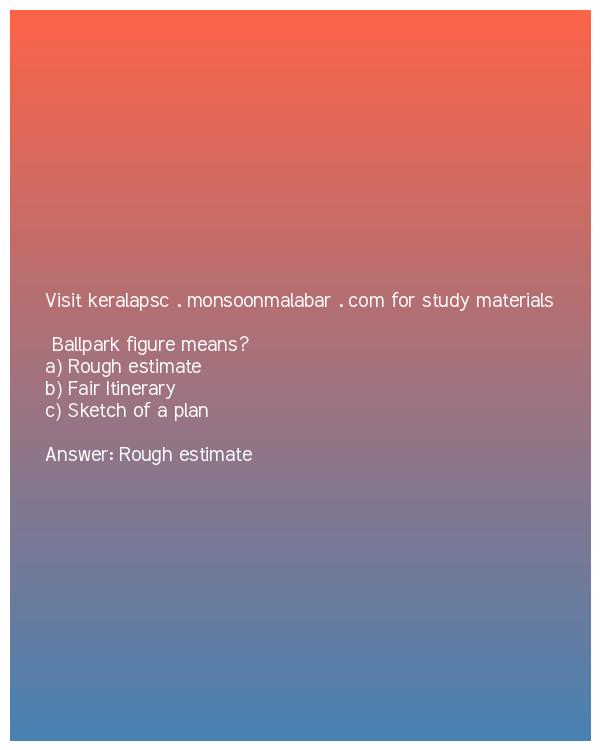 Visit keralapsc . monsoonmalabar . com for study materials
Ballpark figure means?
a) Rough estimate
b) Fair Itinerary
c) Sketch of a plan
Answer: Rough estimate